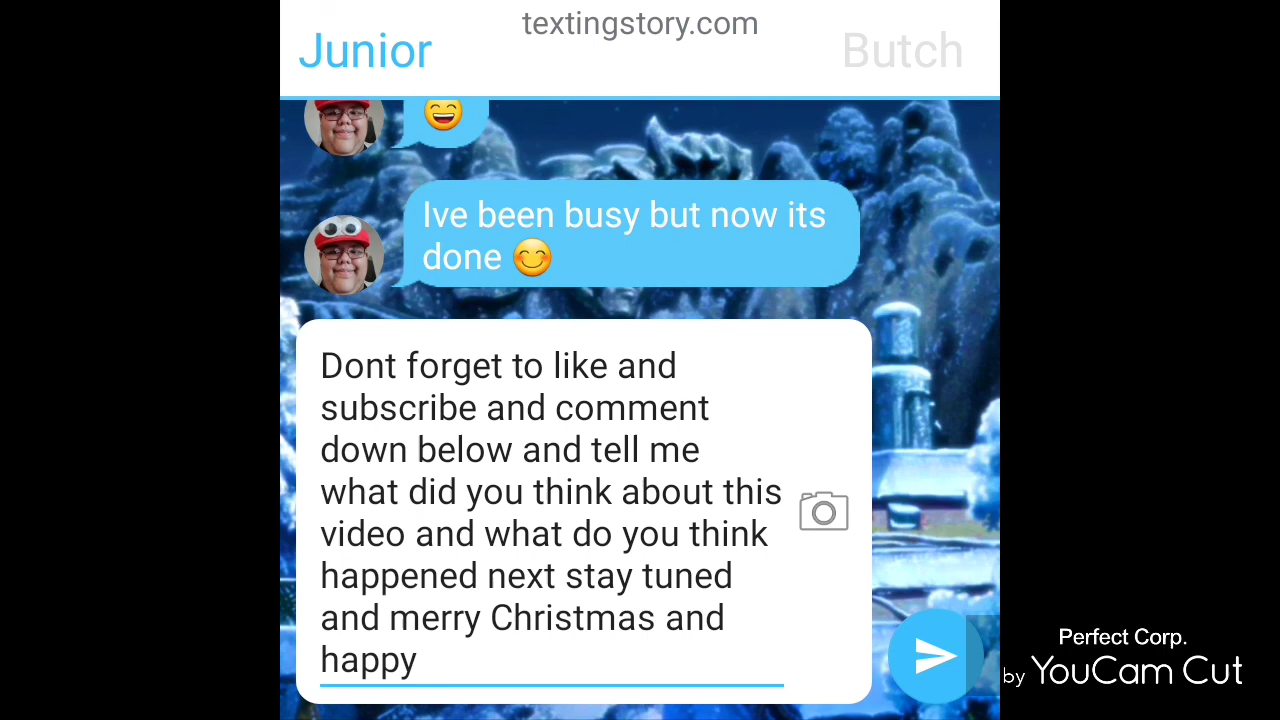 textingstory.com
Junior
Butch
Ive been busy but now its
done 😊
Dont forget to like and
subscribe and comment
down below and tell me
what did you think about this
video and what do you think
happened next stay tuned
and merry Christmas and
happy
Perfect Corp.
by YouCam Cut